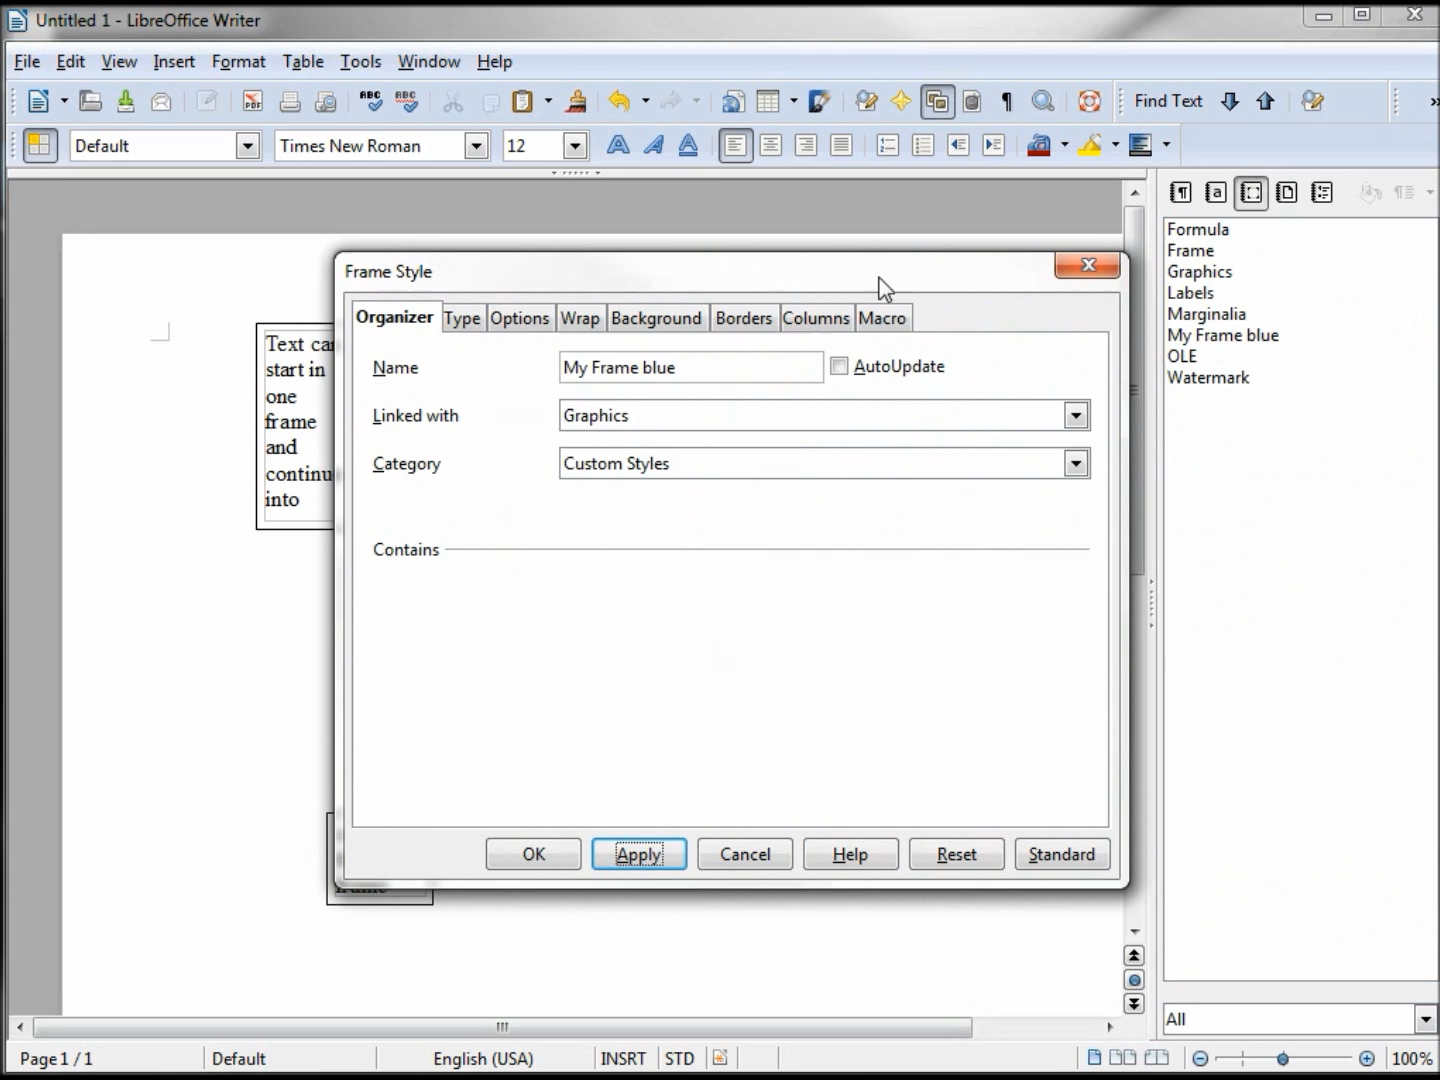 Untitled 1 - LibreOffice Writer
File Edit View Insert Format Table Tools Window Help
Find Text
Default Times New Roman 12
Formula
Frame
Graphics
Labels
Marginalia
My Frame blue
OLE
Watermark
Text can
start in
one
frame
and
continu
into
Frame Style
Organizer Type Options Wrap Background Borders Columns Macro
Name My Frame blue AutoUpdate
Linked with Graphics
Category Custom Styles
Contains
OK Apply Cancel Help Reset Standard
frame
All
Page 1 / 1 Default English (USA) INSRT STD 100%